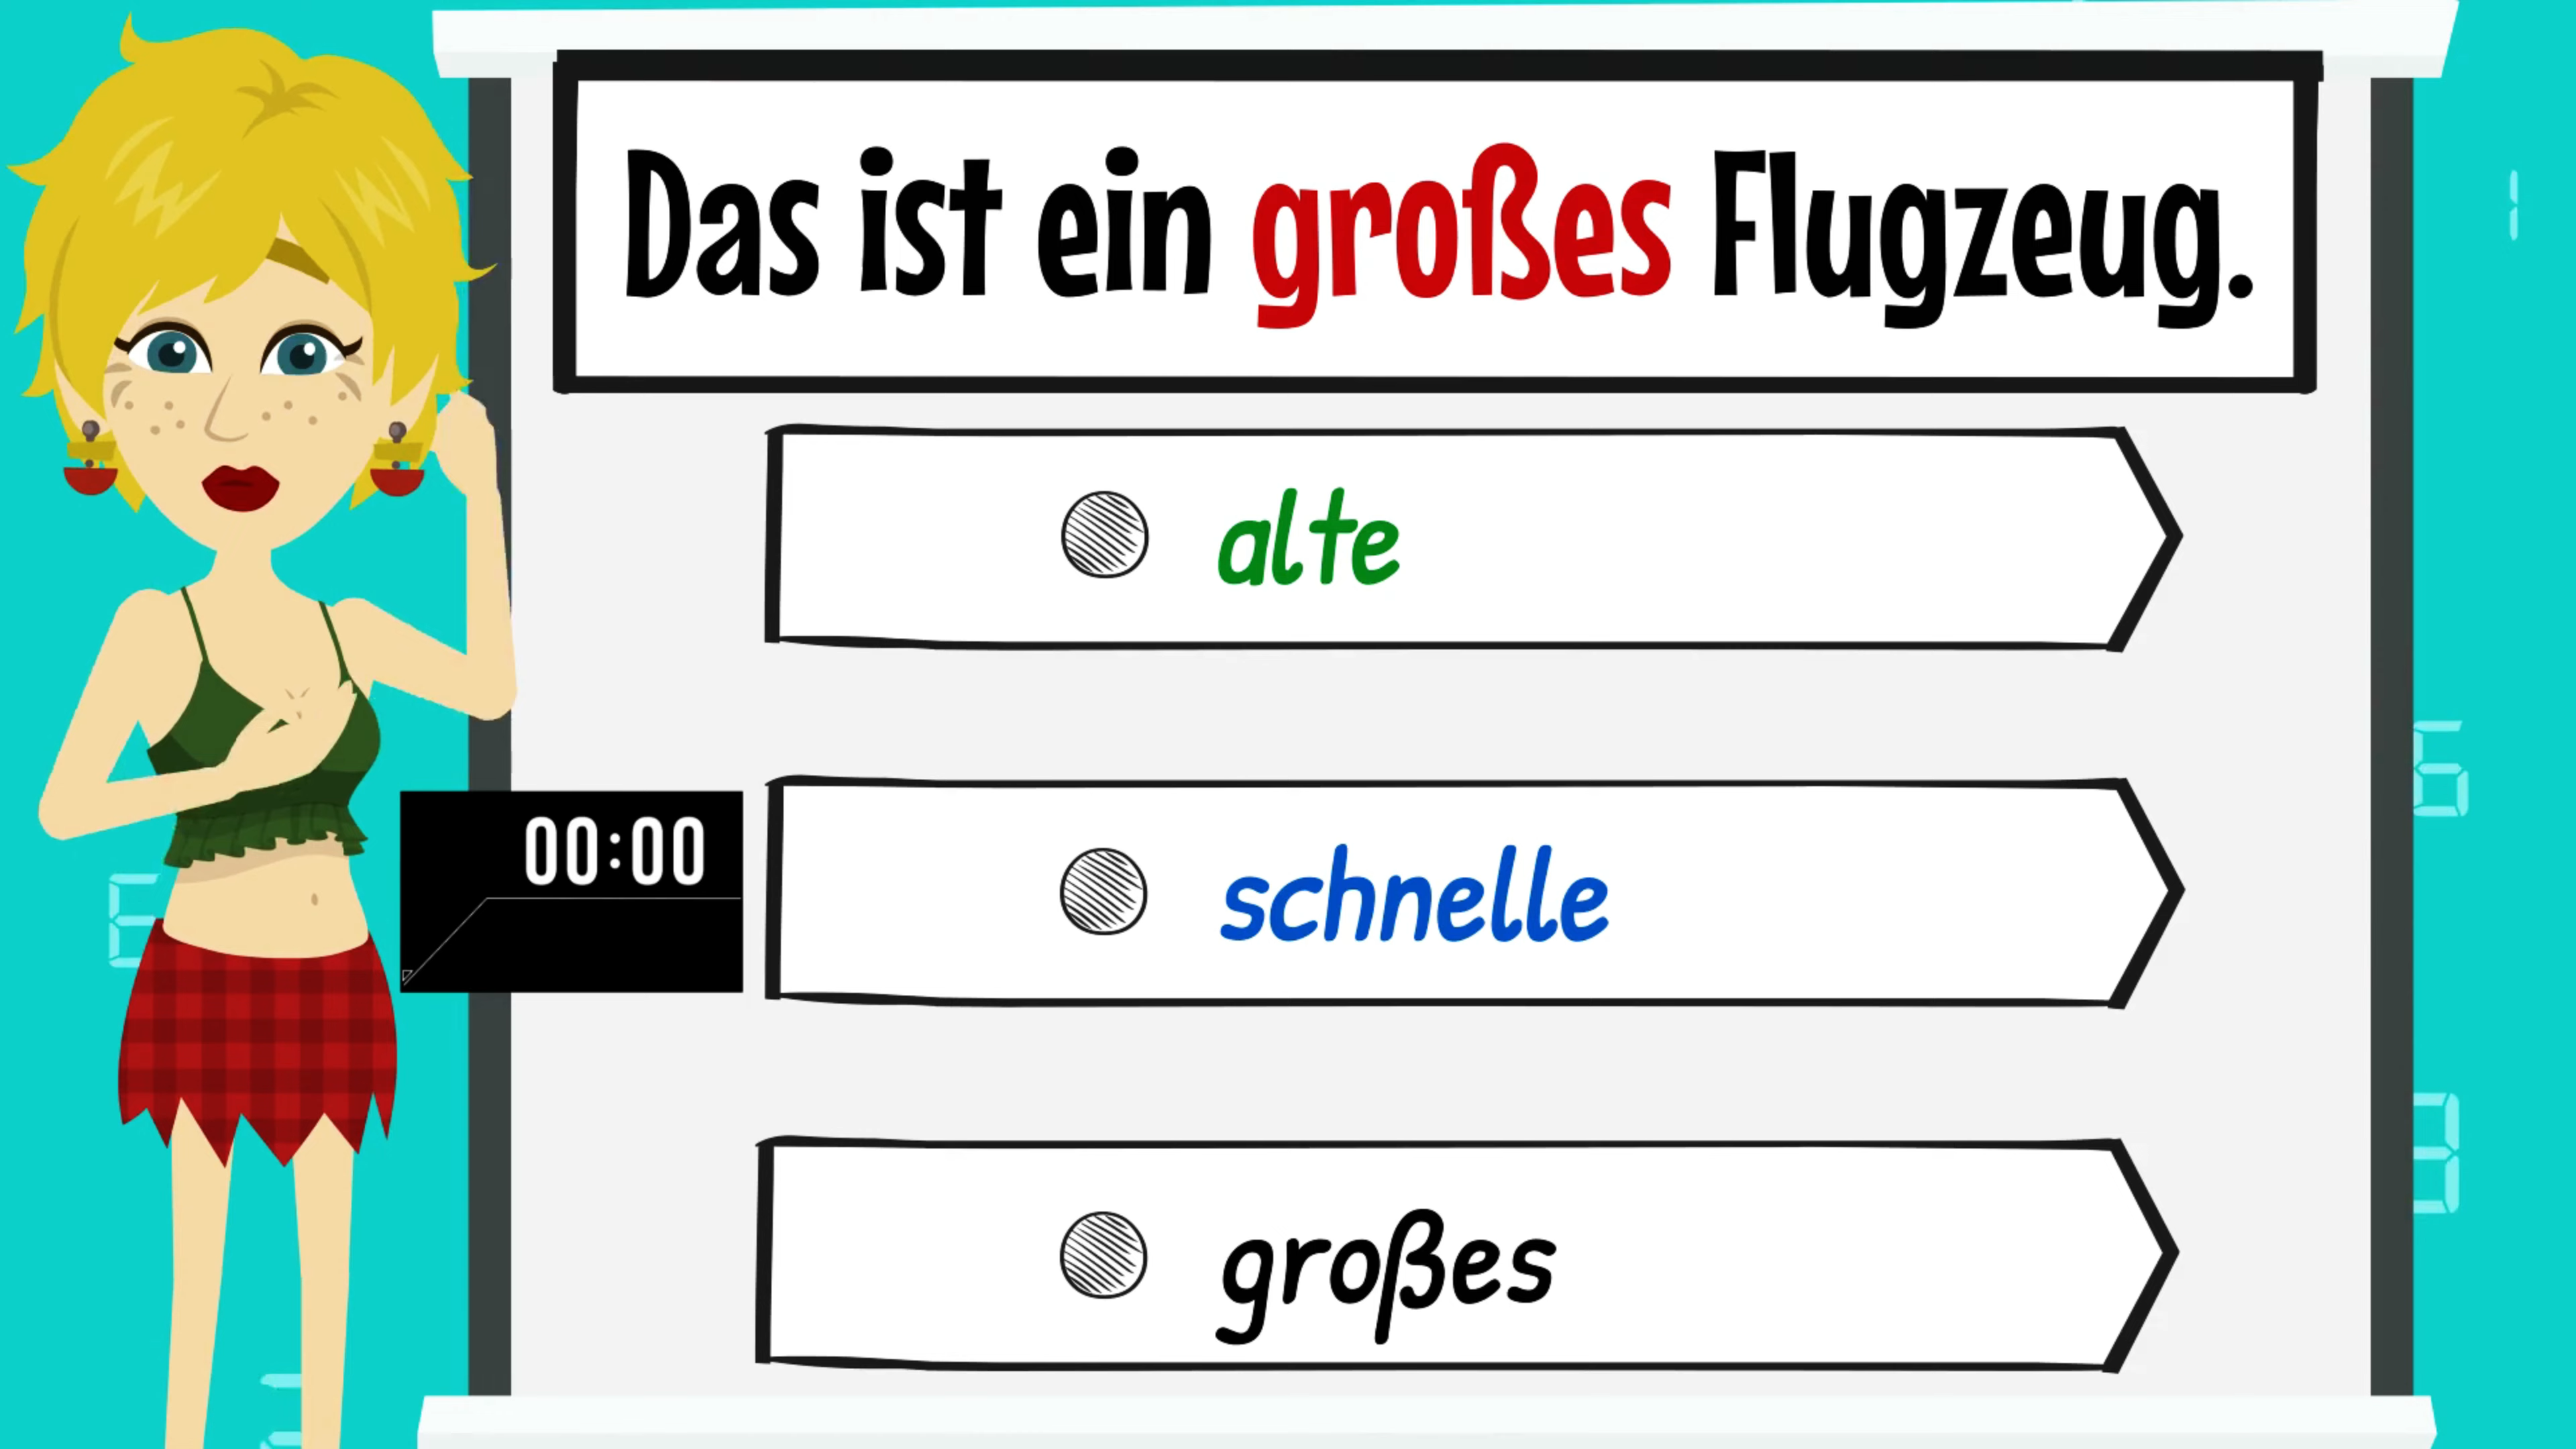 Das ist ein großes Flugzeug.
alte
00:00
schnelle
großes